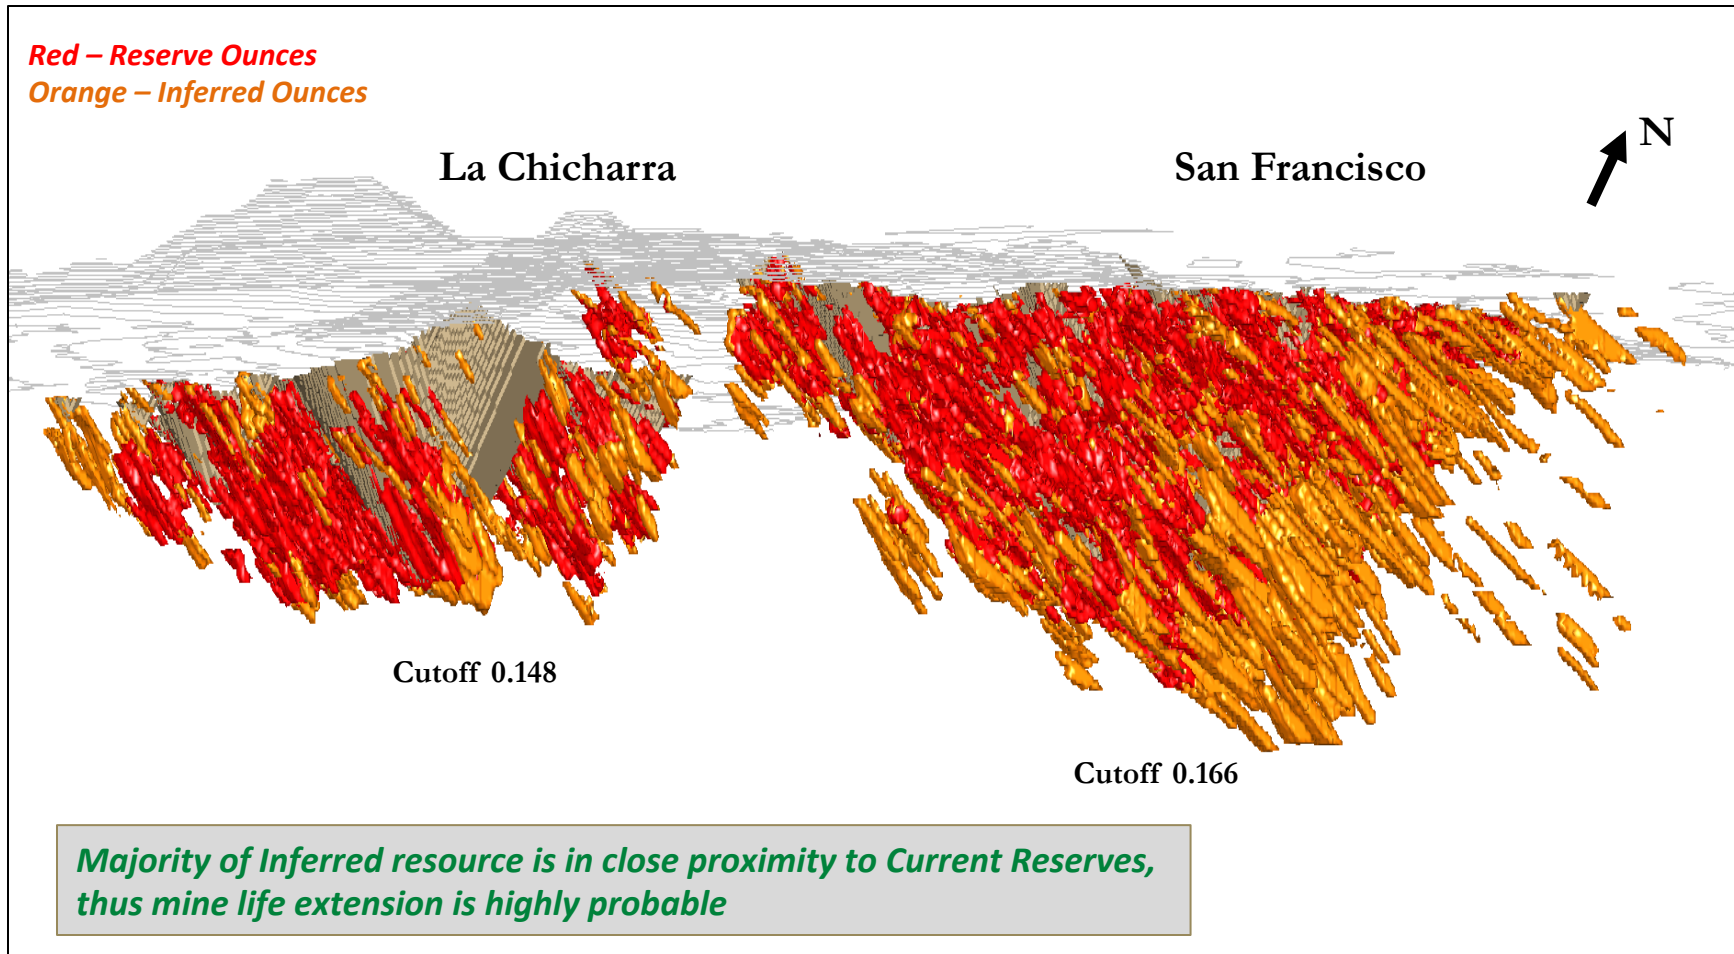 Red – Reserve Ounces
Orange – Inferred Ounces
N
La Chicharra
San Francisco
Cutoff 0.148
Cutoff 0.166
Majority of Inferred resource is in close proximity to Current Reserves,
thus mine life extension is highly probable